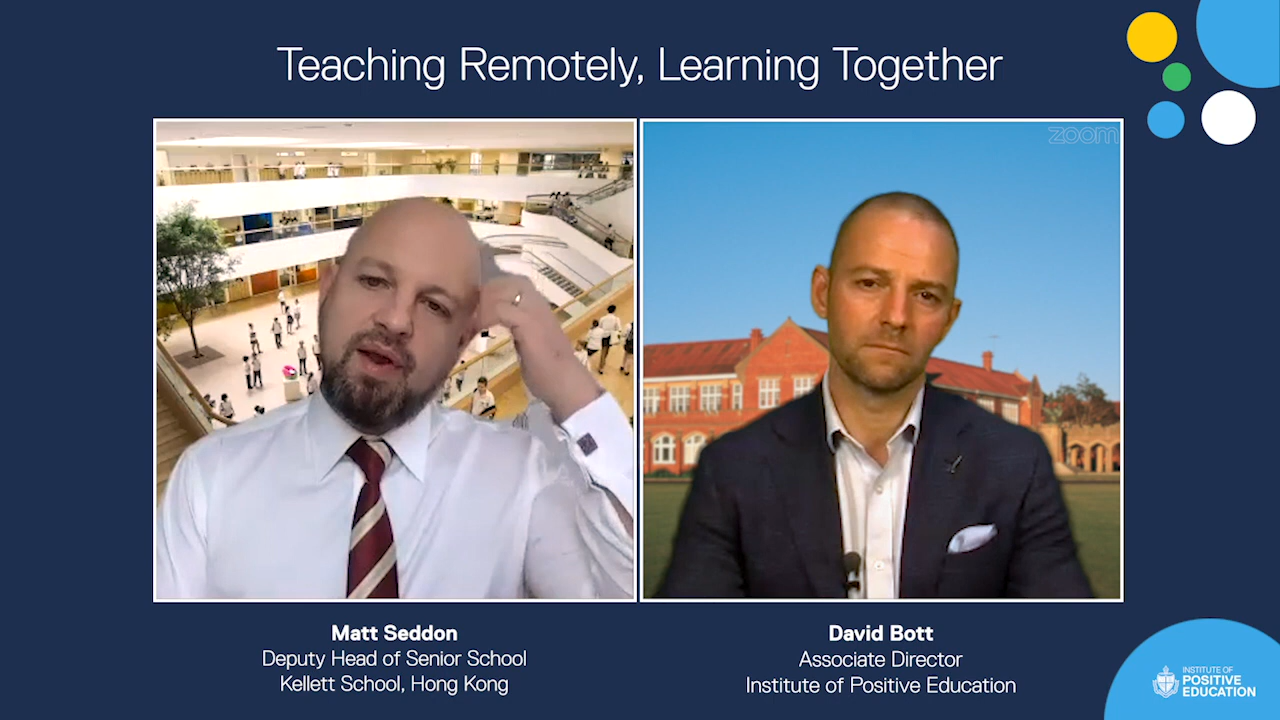 Teaching Remotely, Learning Together
zoom
Matt Seddon
Deputy Head of Senior School
Kellett School, Hong Kong
David Bott
Associate Director
Institute of Positive Education
INSTITUTE OF
POSITIVE
EDUCATION